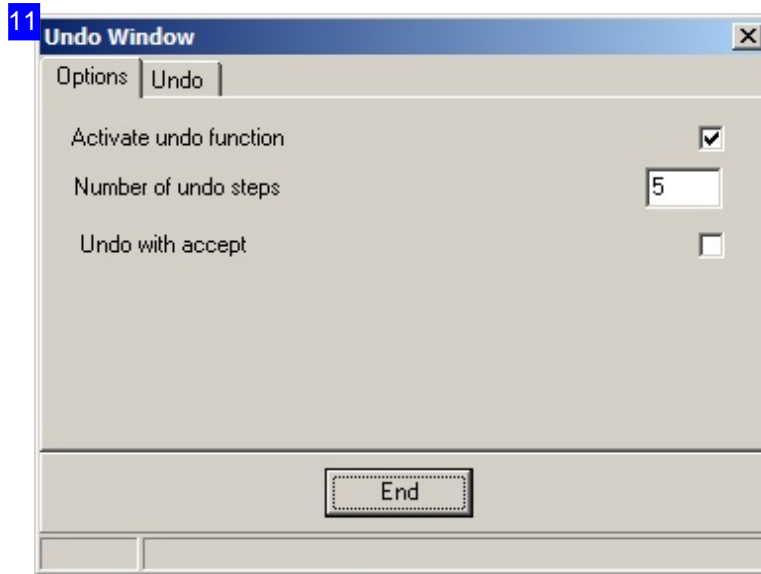 11
Undo Window
Options Undo
Activate undo function
Number of undo steps 5
Undo with accept
End